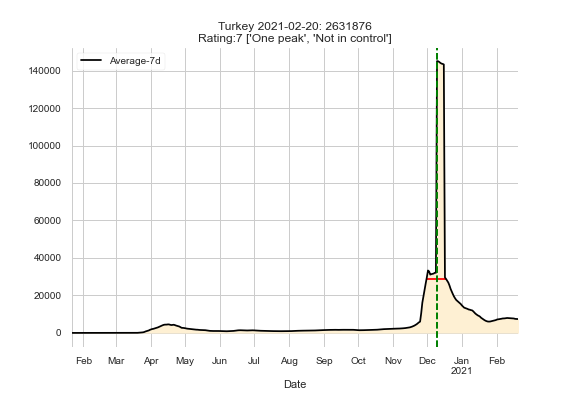 Turkey 2021-02-20: 2631876
Rating:7 ['One peak', 'Not in control']
Average-7d
140000
120000
100000
80000
60000
40000
20000
0
Feb Mar Apr May Jun Jul Aug Sep Oct Nov Dec Jan Feb
2021
Date